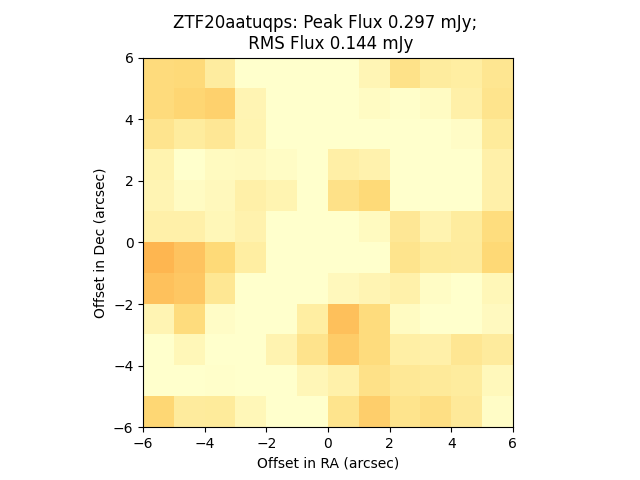 ZTF20aatuqps: Peak Flux 0.297 mJy;
RMS Flux 0.144 mJy
6
4
2
0
−2
−4
−6
Offset in Dec (arcsec)
−6 −4 −2 0 2 4 6
Offset in RA (arcsec)